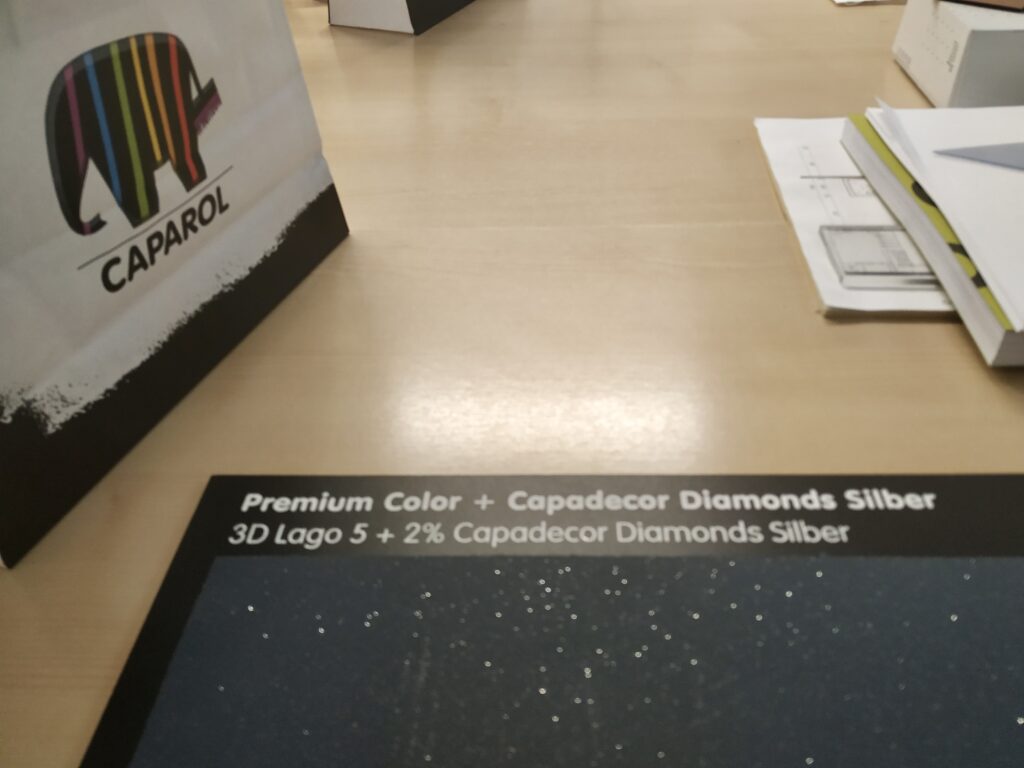 CAPAROL
Premium Color + Capadecor Diamonds Silber
3D Lago 5 + 2% Capadecor Diamonds Silber